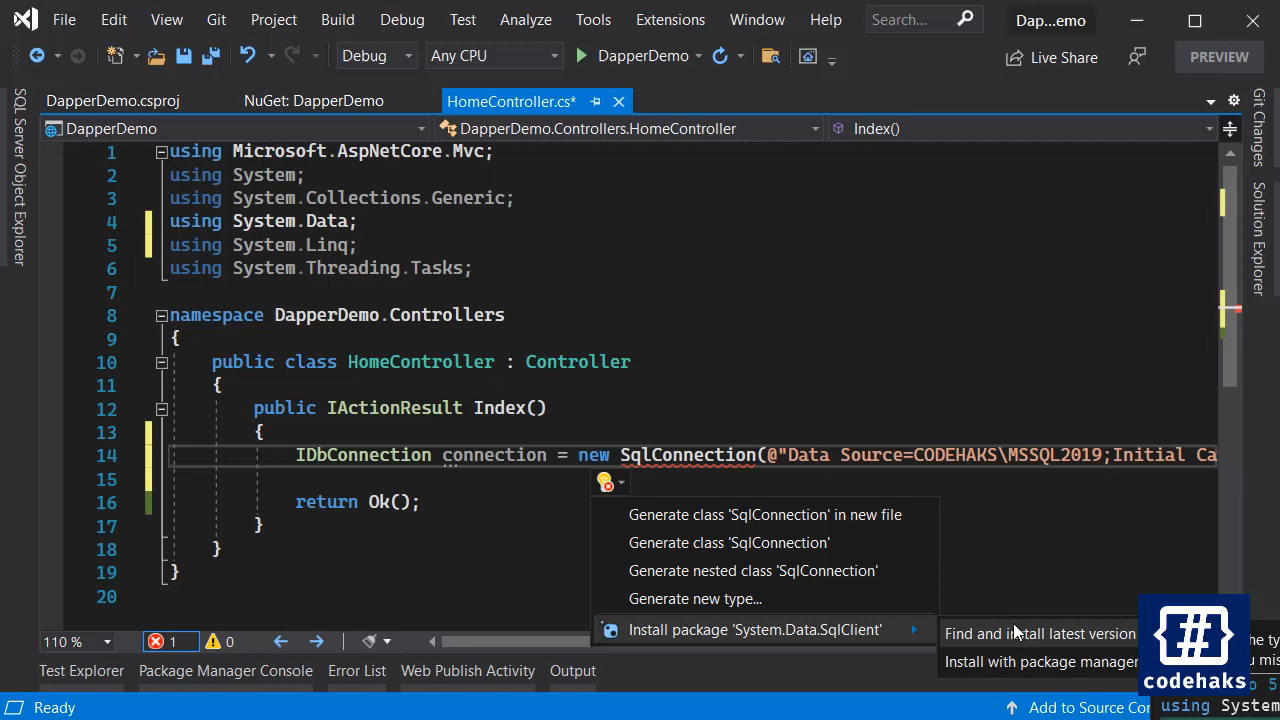 File Edit View Git Project Build Debug Test Analyze Tools Extensions Window Help Search... Dap...emo
Debug Any CPU DapperDemo Live Share PREVIEW
DapperDemo.csproj NuGet: DapperDemo HomeController.cs*
DapperDemo DapperDemo.Controllers.HomeController Index()
SQL Server Object Explorer
Git Changes
Solution Explorer
1 using Microsoft.AspNetCore.Mvc;
2 using System;
3 using System.Collections.Generic;
4 using System.Data;
5 using System.Linq;
6 using System.Threading.Tasks;
7
8 namespace DapperDemo.Controllers
9 {
10 public class HomeController : Controller
11 {
12 public IActionResult Index()
13 {
14 IDbConnection connection = new SqlConnection(@"Data Source=CODEHAKS\MSSQL2019;Initial Ca
15
16 return Ok();
17 }
18 }
19 }
20
Generate class 'SqlConnection' in new file
Generate class 'SqlConnection'
Generate nested class 'SqlConnection'
Generate new type...
Install package 'System.Data.SqlClient'
Find and install latest version
Install with package manager
he ty
u mis
o 5
using System
#
codehaks
110 % 1 0
Test Explorer Package Manager Console Error List Web Publish Activity Output
Ready Add to Source Con